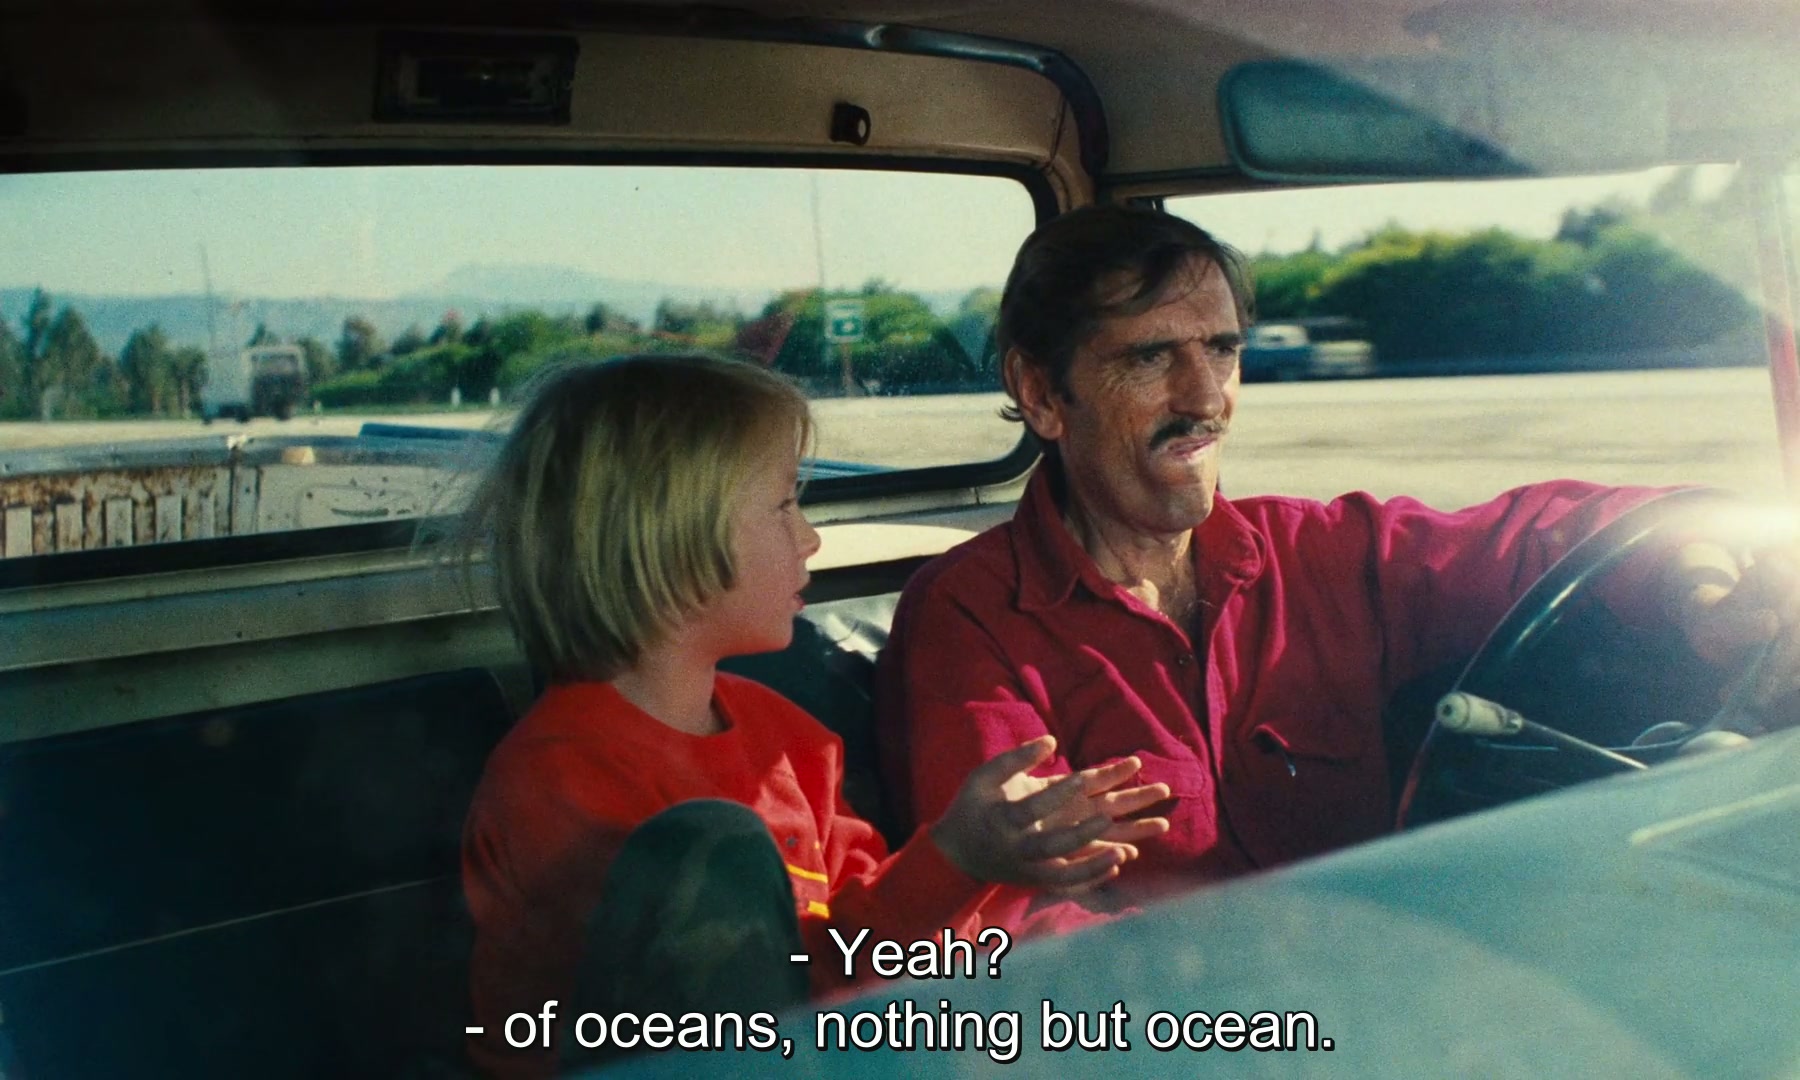 - Yeah?
- of oceans, nothing but ocean.